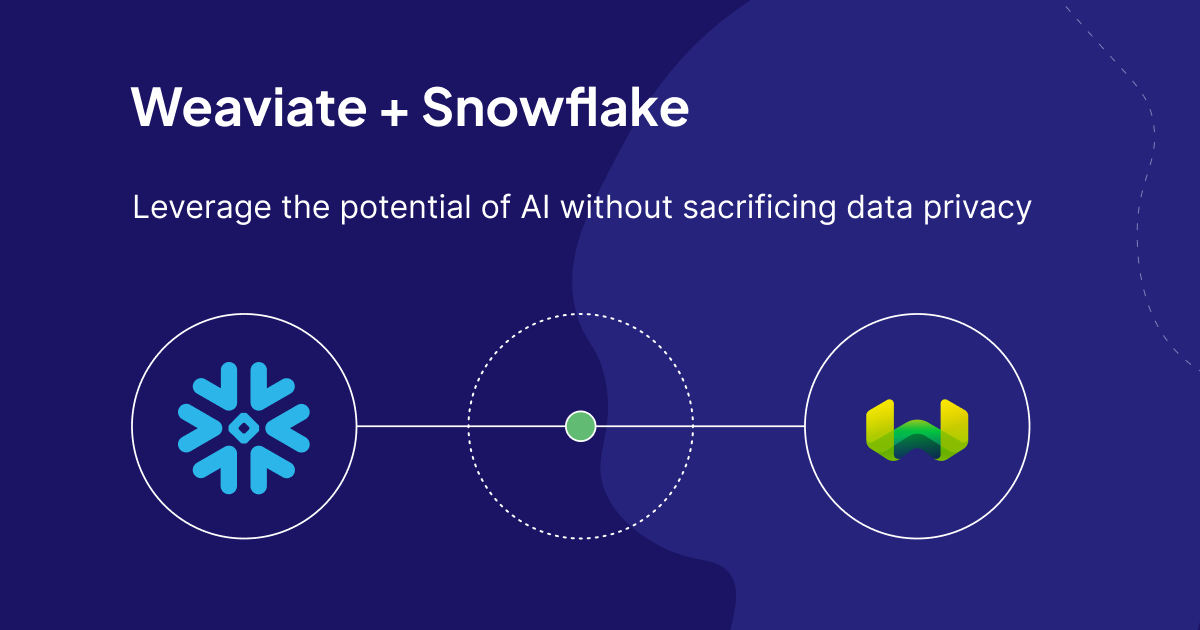 Weaviate + Snowflake
Leverage the potential of AI without sacrificing data privacy